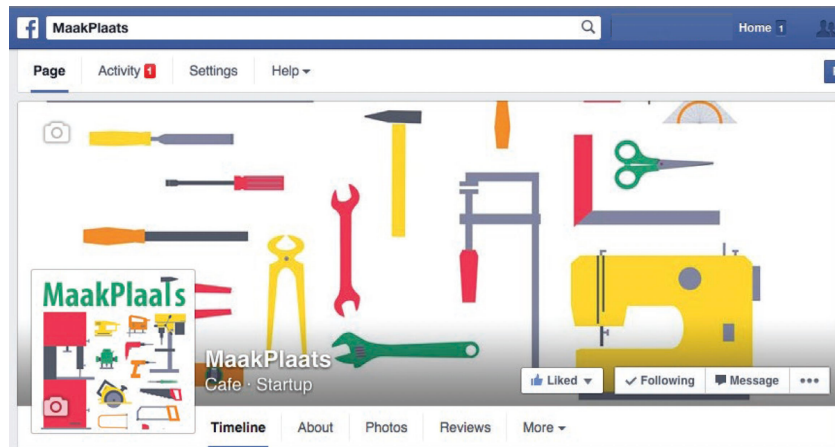 MaakPlaats
Home 1
Page Activity 1 Settings Help
MaakPlaats
MaakPlaats
Cafe · Startup
Liked Following Message
Timeline About Photos Reviews More